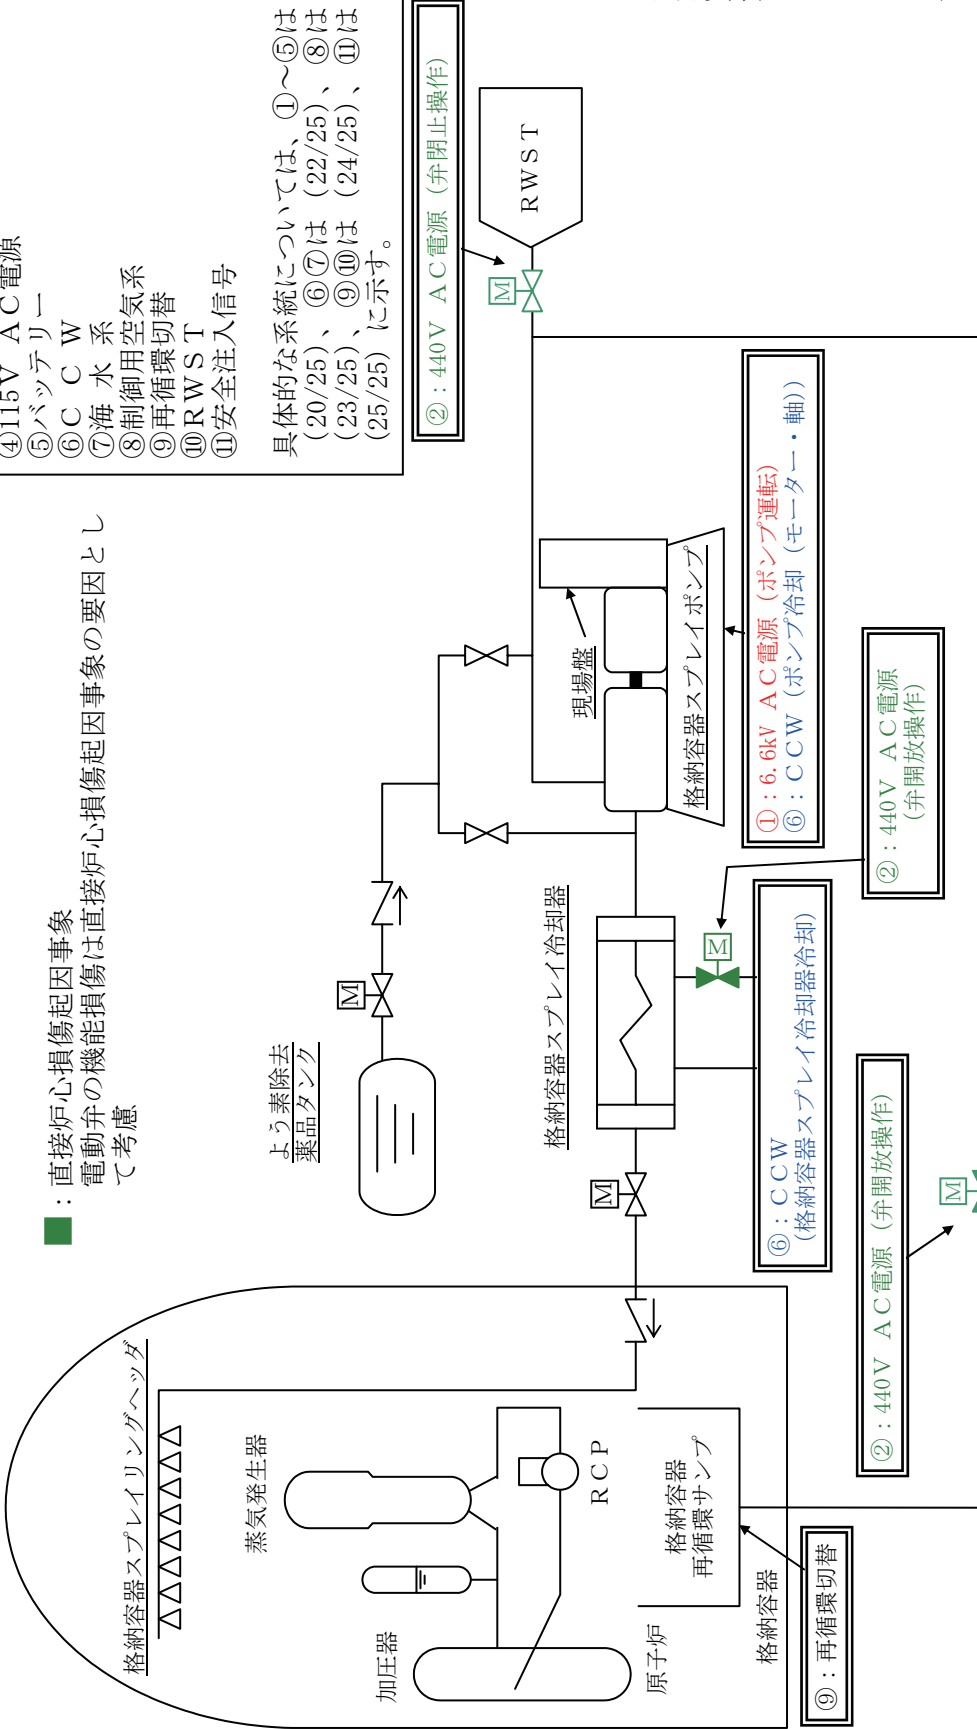 ■：直接炉心損傷起因事象
電動弁の機能損傷は直接炉心損傷起因事象の要因とし
て考慮
④115V AC電源
⑤バッテリー
⑥CCW
⑦海水系
⑧制御用空気系
⑨再循環切替
⑩RWST
⑪安全注入信号
具体的な系統については、①～⑤は
(20/25)、⑥⑦は (22/25)、⑧は
(23/25)、⑨⑩は (24/25)、⑪は
(25/25) に示す。
②：440V AC電源 (弁閉止操作)
M
RWST
格納容器スプレイリングヘッダ
蒸気発生器
加圧器
RCP
原子炉
格納容器
再循環サンプ
格納容器
⑨：再循環切替
よう素除去
薬品タンク
M
M
格納容器スプレイ冷却器
M
現場盤
格納容器スプレイポンプ
①：6.6kV AC電源 (ポンプ運転)
⑥：CCW (ポンプ冷却 (モーター・軸))
②：440V AC電源
(弁開放操作)
⑥：CCW
(格納容器スプレイ冷却器冷却)
②：440V AC電源 (弁開放操作)
M